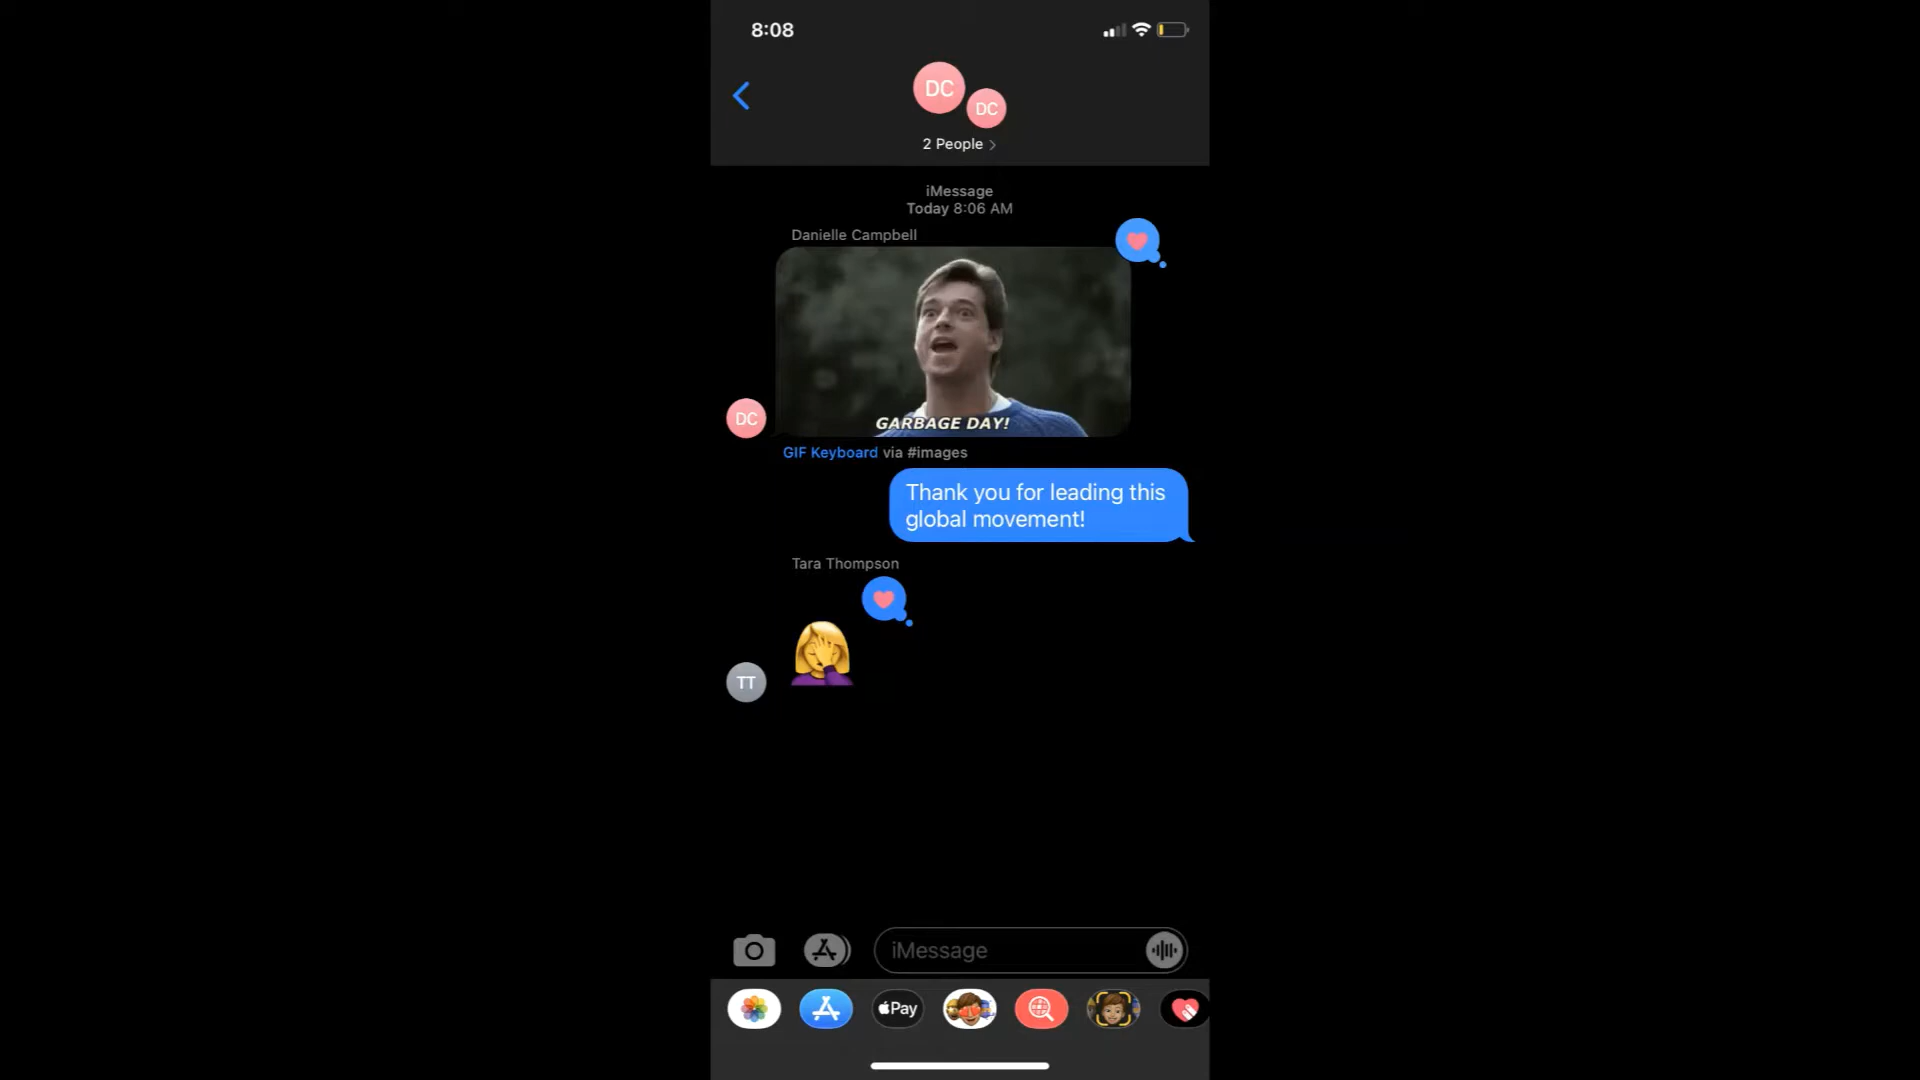 8:08
DC
DC
2 People
iMessage
Today 8:06 AM
Danielle Campbell
GARBAGE DAY!
DC
GIF Keyboard via #images
Thank you for leading this
global movement!
Tara Thompson
TT
iMessage
Pay